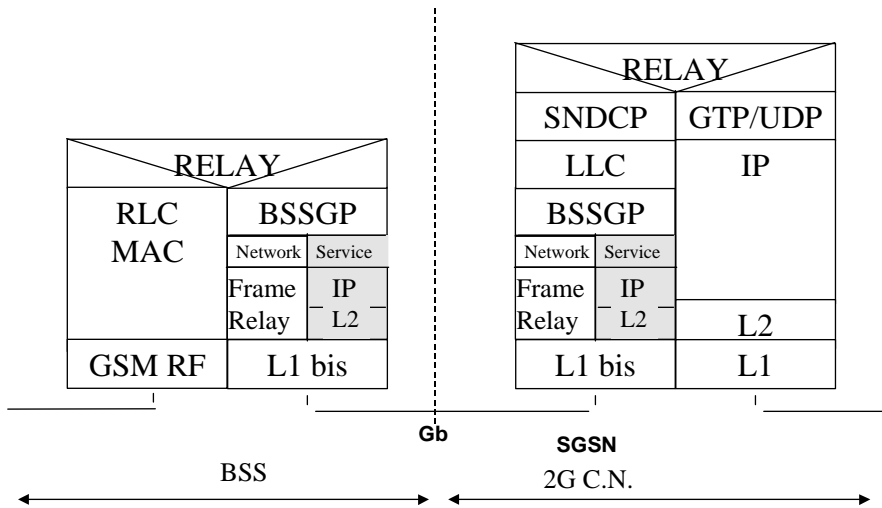 RELAY
SNDCP GTP/UDP
RELAY
LLC IP
RLC BSSGP
BSSGP
MAC
Network Service
Network Service
Frame IP
Relay L2
Frame IP
Relay L2
L2
GSM RF L1 bis
L1 bis L1
Gb
SGSN
BSS
2G C.N.